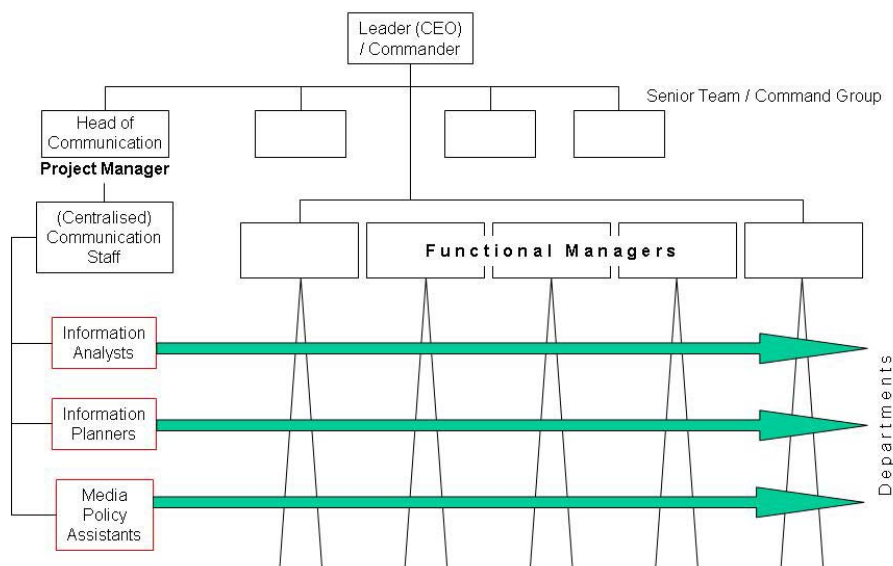 Leader (CEO)
/ Commander
Senior Team / Command Group
Head of
Communication
Project Manager
(Centralised)
Communication
Staff
Functional Managers
Information
Analysts
Information
Planners
Media
Policy
Assistants
Departments